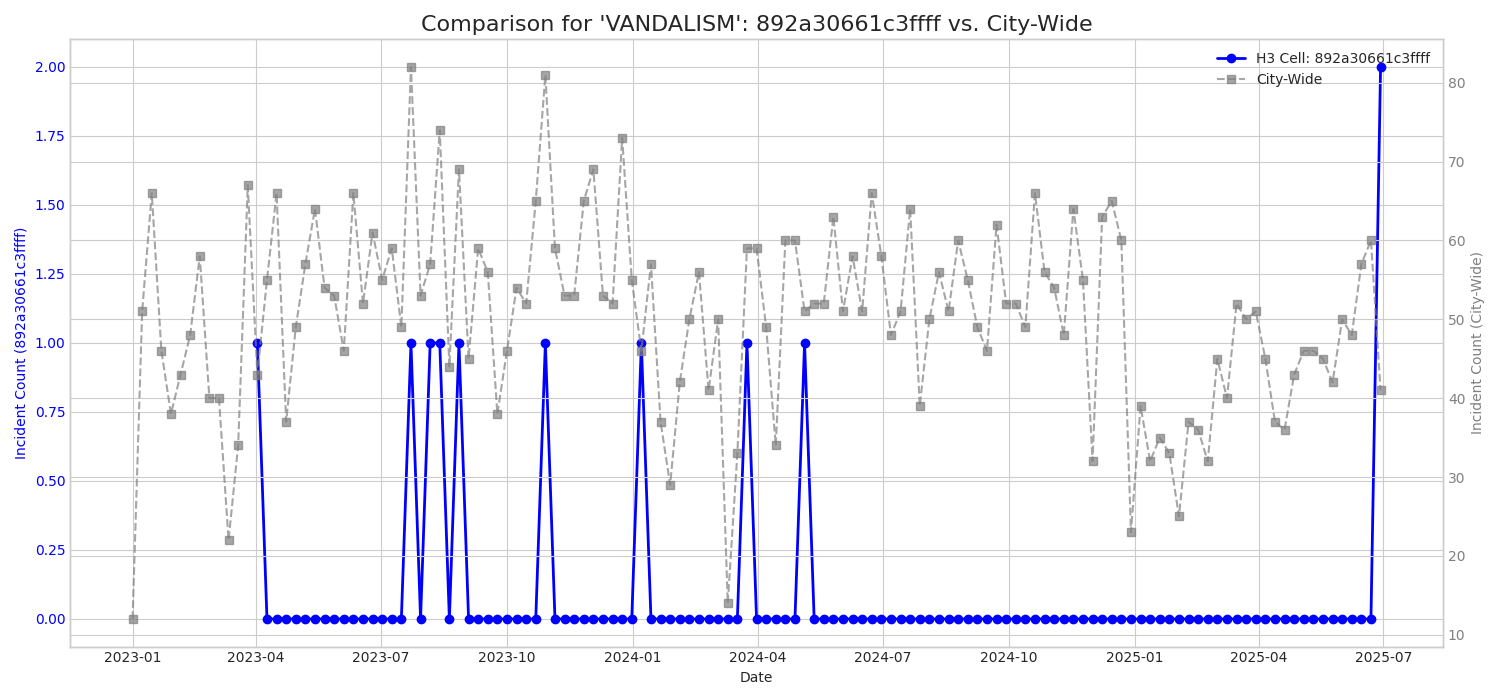 Comparison for 'VANDALISM': 892a30661c3ffff vs. City-Wide
H3 Cell: 892a30661c3ffff
City-Wide
Incident Count (892a30661c3ffff)
2.00
1.75
1.50
1.25
1.00
0.75
0.50
0.25
0.00
80
70
60
50
40
30
20
10
Incident Count (City-Wide)
2023-01 2023-04 2023-07 2023-10 2024-01 2024-04 2024-07 2024-10 2025-01 2025-04 2025-07
Date